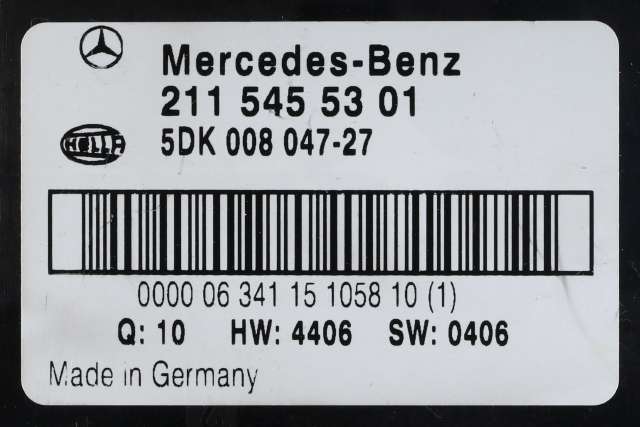 Mercedes-Benz
211 545 53 01
HELLA
5DK 008 047-27
0000 06 341 15 1058 10 (1)
Q: 10 HW: 4406 SW: 0406
Made in Germany